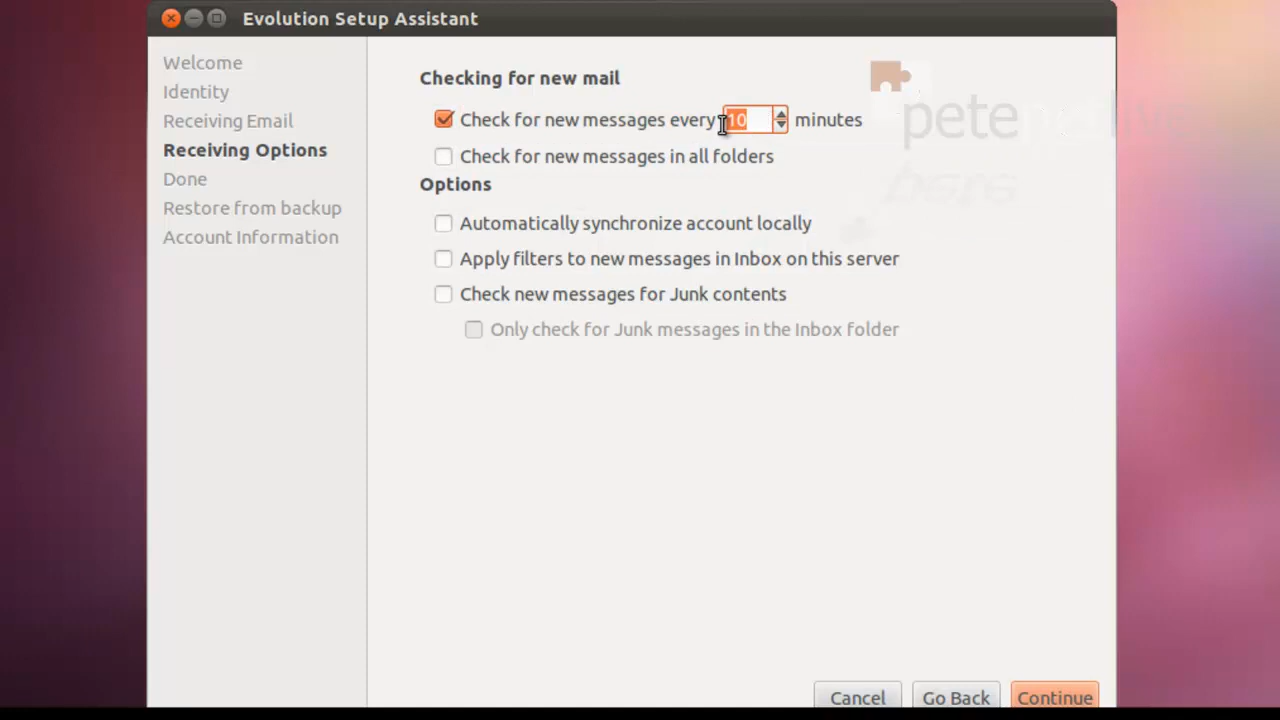 Evolution Setup Assistant
Welcome
Identity
Receiving Email
Receiving Options
Done
Restore from backup
Account Information
Checking for new mail
Check for new messages every 10 minutes
Check for new messages in all folders
Options
Automatically synchronize account locally
Apply filters to new messages in Inbox on this server
Check new messages for Junk contents
Only check for Junk messages in the Inbox folder
Cancel
Go Back
Continue
pete